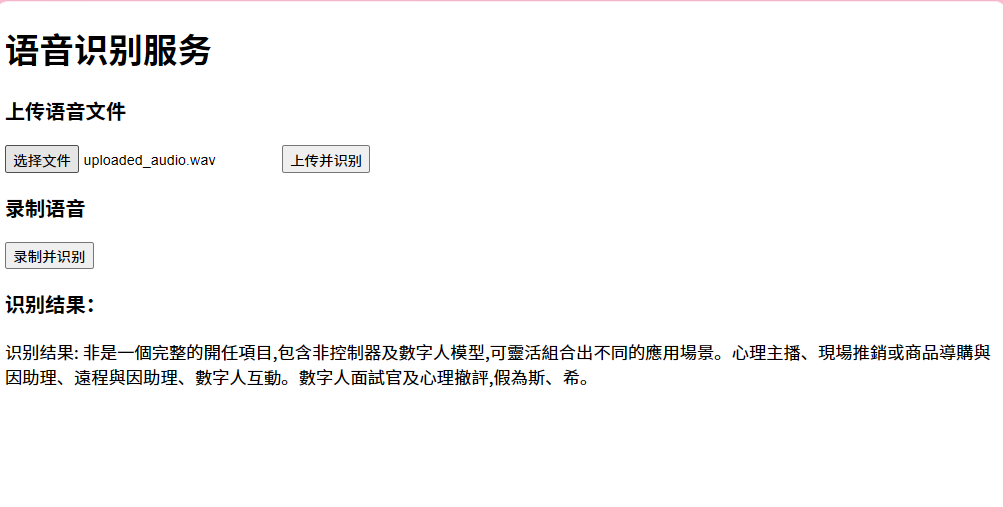 语音识别服务
上传语音文件
选择文件 uploaded_audio.wav 上传并识别
录制语音
录制并识别
识别结果：
识别结果: 非是一個完整的開任項目,包含非控制器及數字人模型,可靈活組合出不同的應用場景。心理主播、現場推銷或商品導購與
因助理、遠程與因助理、數字人互動。數字人面試官及心理撤評,假為斯、希。